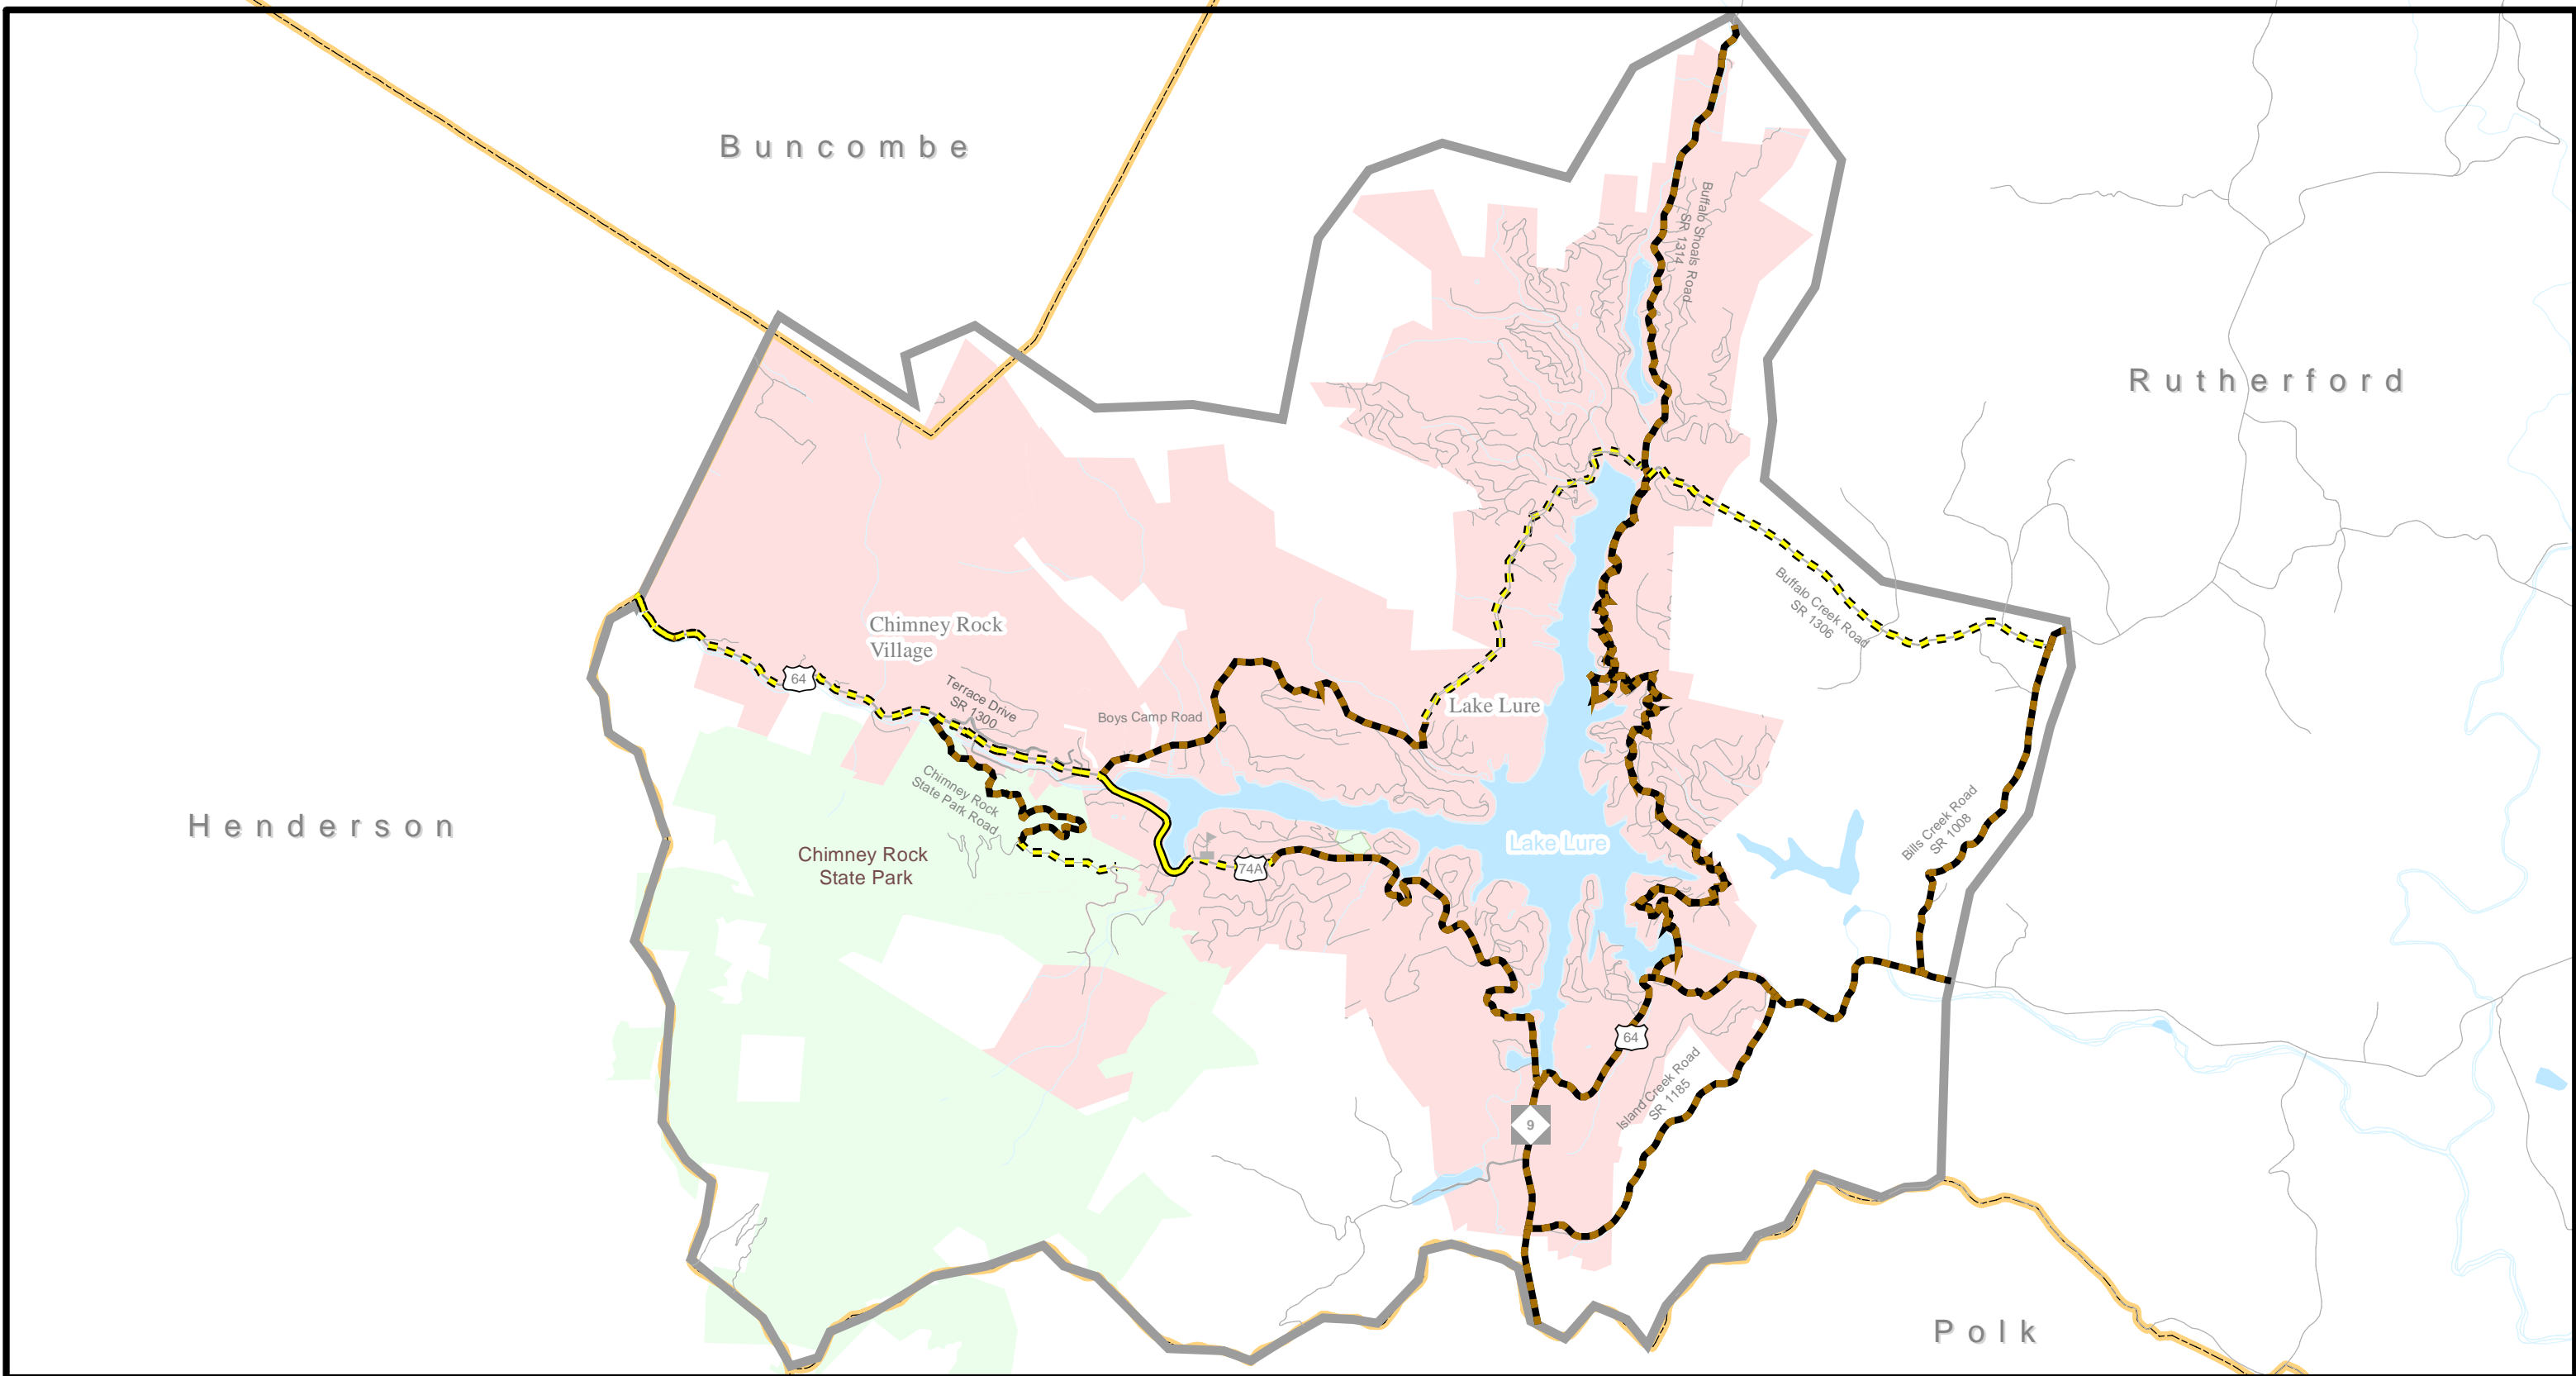 Buncombe
Buffalo Shoals Road
SR 1314
Rutherford
Buffalo Creek Road
SR 1306
Chimney Rock
Village
64
Terrace Drive
SR 1300
Boys Camp Road
Lake Lure
Chimney Rock
State Park Road
Henderson
Chimney Rock
State Park
74A
Lake Lure
Bills Creek Road
SR 1008
64
Island Creek Road
SR 1185
9
Polk